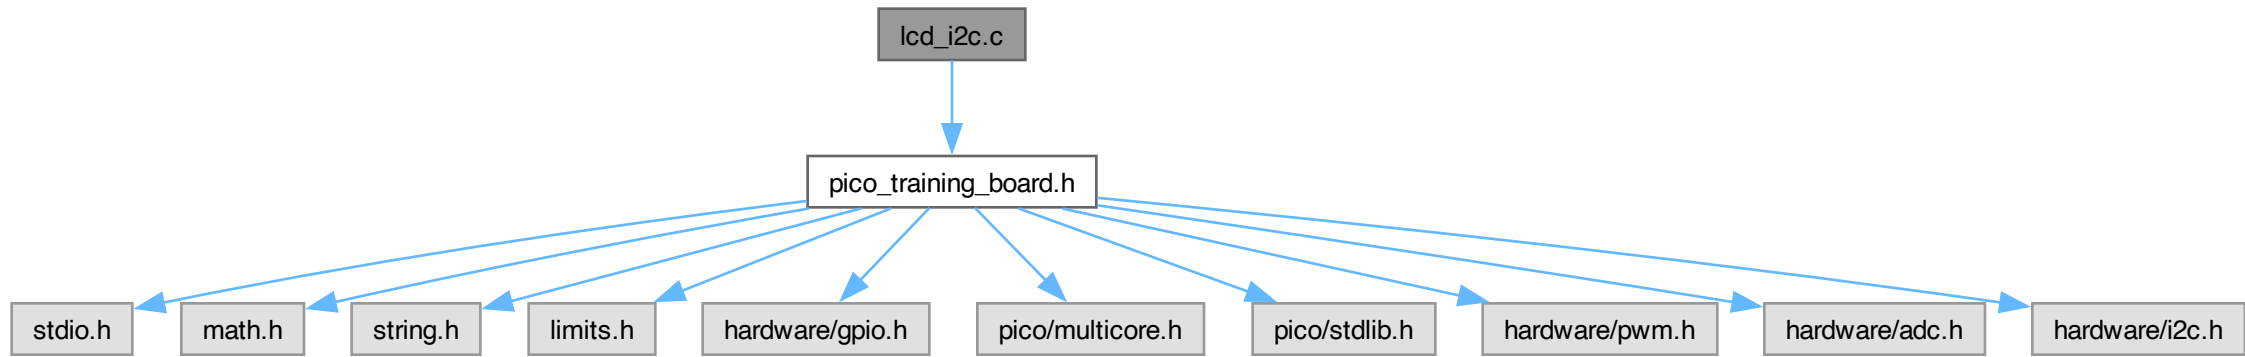 lcd_i2c.c
pico_training_board.h
stdio.h
math.h
string.h
limits.h
hardware/gpio.h
pico/multicore.h
pico/stdlib.h
hardware/pwm.h
hardware/adc.h
hardware/i2c.h